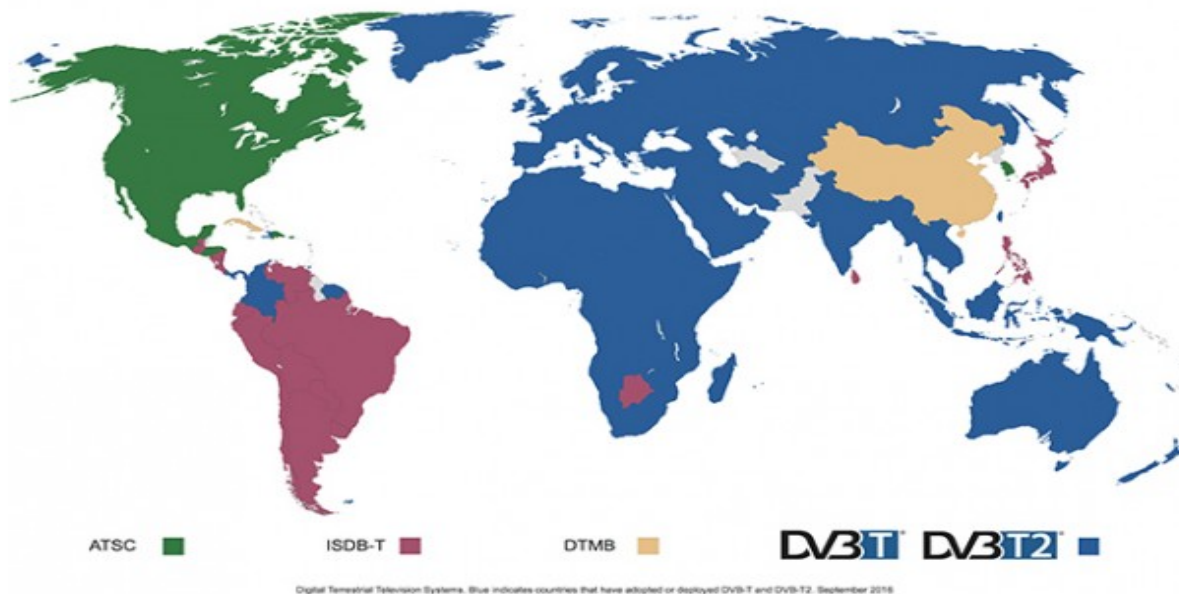 ATSC
ISDB-T
DTMB
DVB T®
DVB T2®
Digital Terrestrial Television Systems. Blue indicates countries that have adopted or deployed DVB-T and DVB-T2. September 2016